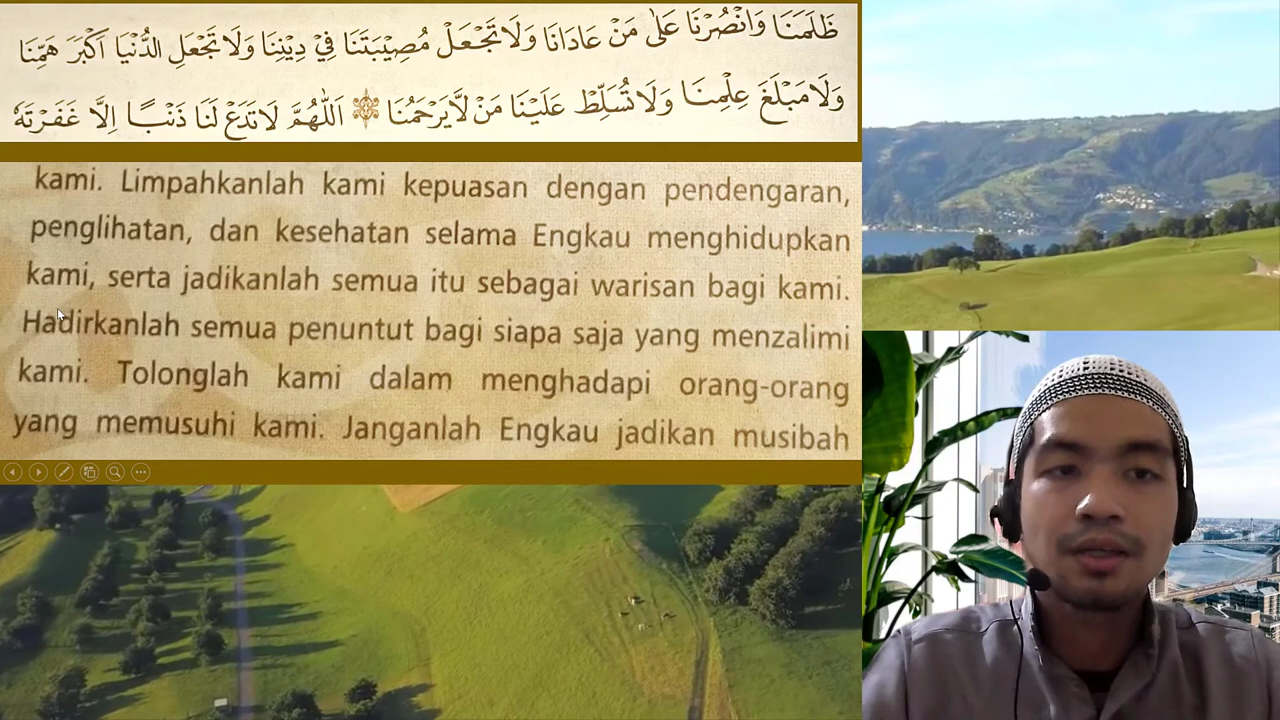 ظَلَمَنَا وَانْصُرْنَا عَلٰى مَنْ عَادَانَا وَلَا تَجْعَلْ مُصِيْبَتَنَا فِيْ دِيْنِنَا وَلَا تَجْعَلِ الدُّنْيَا اَكْبَرَ هَمِّنَا
وَلَا مَبْلَغَ عِلْمِنَا وَلَا تُسَلِّطْ عَلَيْنَا مَنْ لَّا يَرْحَمُنَا ۞ اَللّٰهُمَّ لَا تَدَعْ لَنَا ذَنْبًا اِلَّا غَفَرْتَهُ
kami. Limpahkanlah kami kepuasan dengan pendengaran,
penglihatan, dan kesehatan selama Engkau menghidupkan
kami, serta jadikanlah semua itu sebagai warisan bagi kami.
Hadirkanlah semua penuntut bagi siapa saja yang menzalimi
kami. Tolonglah kami dalam menghadapi orang-orang
yang memusuhi kami. Janganlah Engkau jadikan musibah